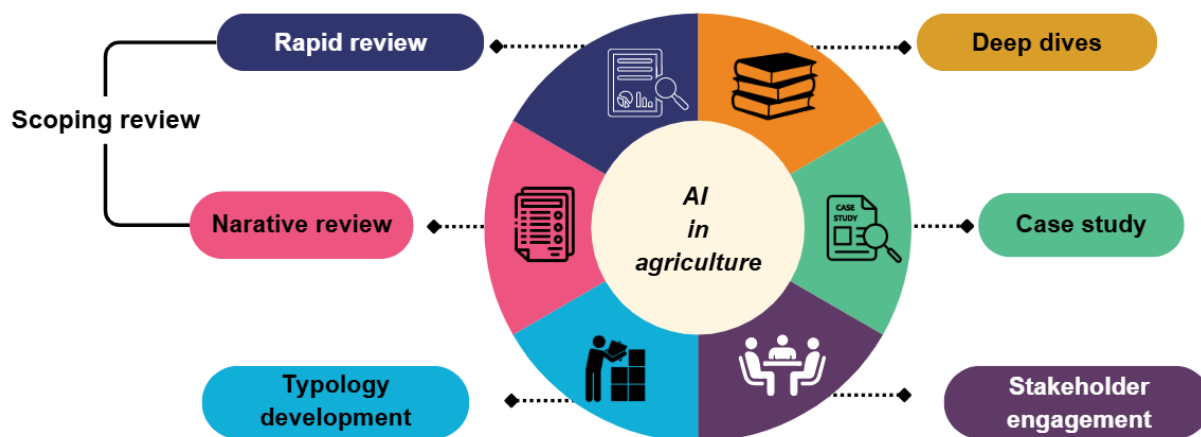 Rapid review
Deep dives
Scoping review
Narative review
AI
in
agriculture
CASE
STUDY
Case study
Typology
development
Stakeholder
engagement